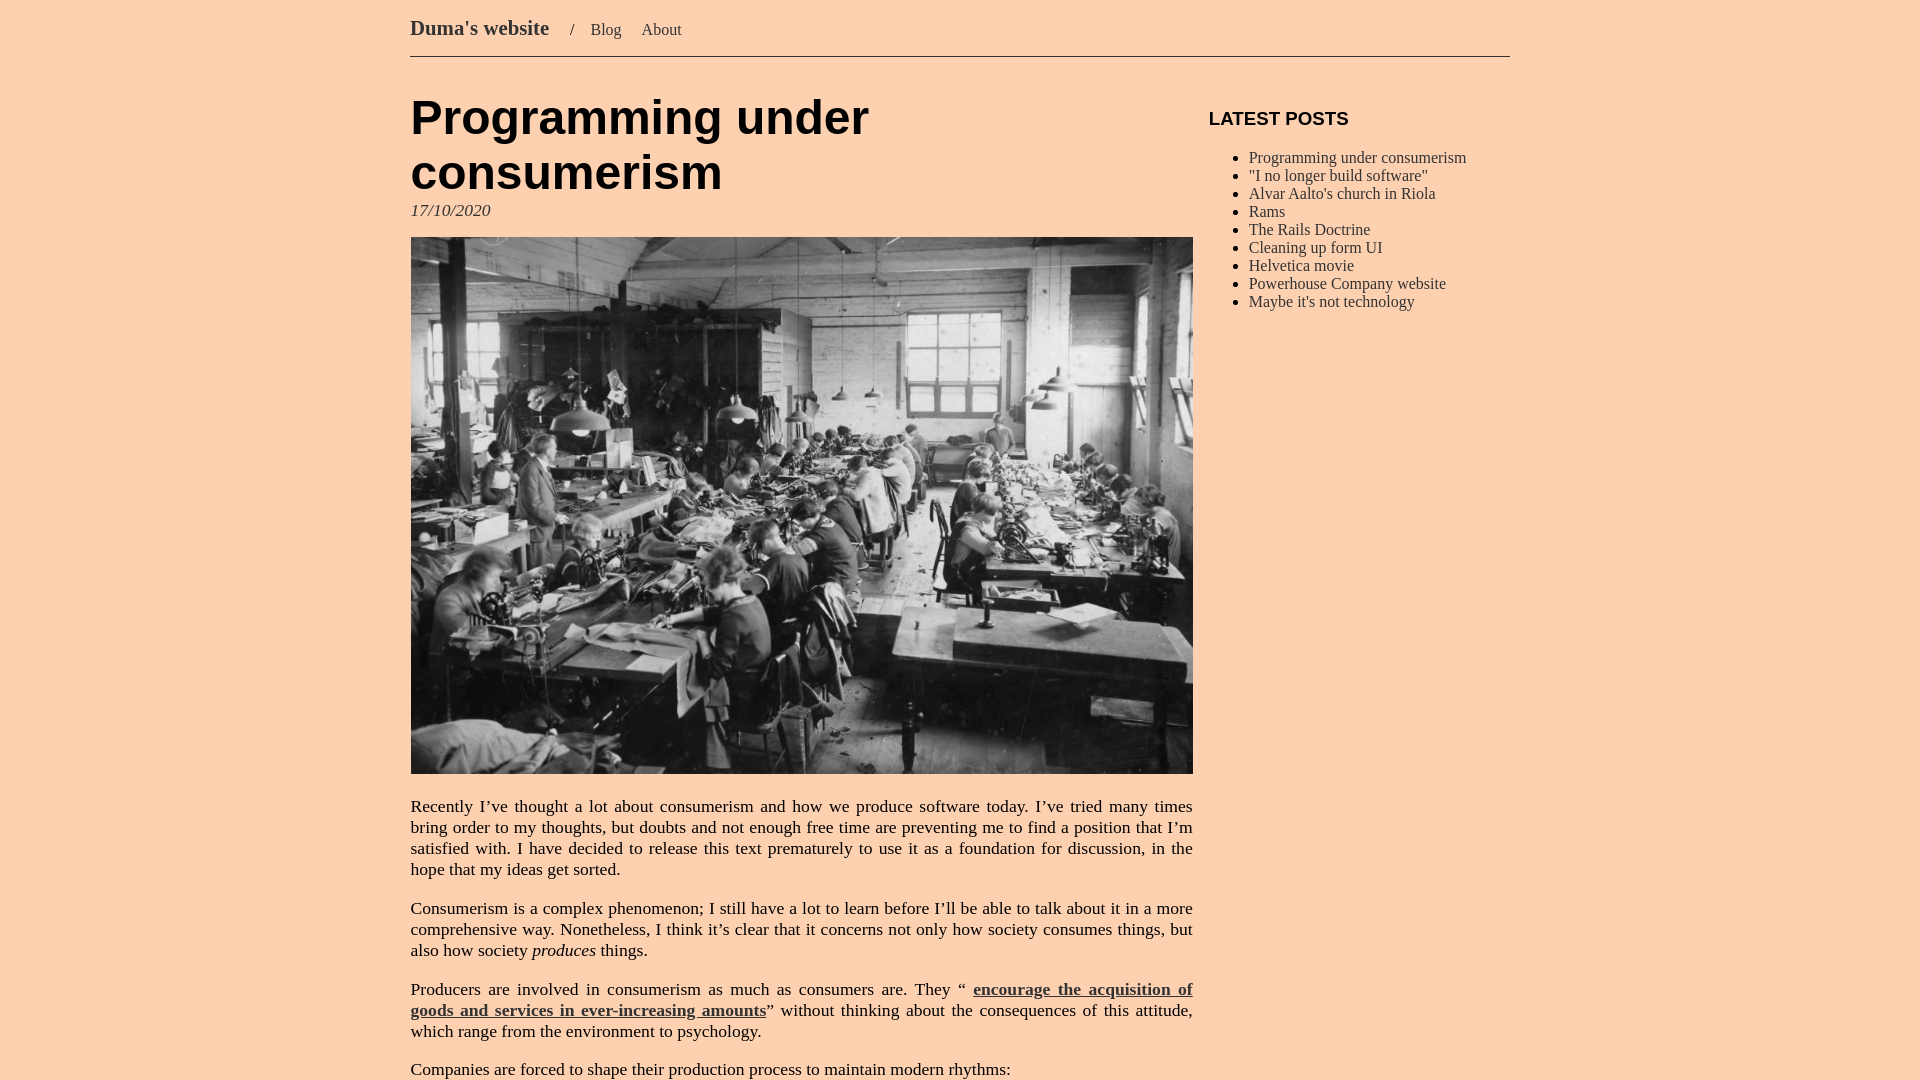 Duma's website / Blog About
Programming under
consumerism
17/10/2020
Recently I’ve thought a lot about consumerism and how we produce software today. I’ve tried many times
bring order to my thoughts, but doubts and not enough free time are preventing me to find a position that I’m
satisfied with. I have decided to release this text prematurely to use it as a foundation for discussion, in the
hope that my ideas get sorted.
Consumerism is a complex phenomenon; I still have a lot to learn before I’ll be able to talk about it in a more
comprehensive way. Nonetheless, I think it’s clear that it concerns not only how society consumes things, but
also how society produces things.
Producers are involved in consumerism as much as consumers are. They “ encourage the acquisition of
goods and services in ever-increasing amounts” without thinking about the consequences of this attitude,
which range from the environment to psychology.
Companies are forced to shape their production process to maintain modern rhythms:
LATEST POSTS
Programming under consumerism
"I no longer build software"
Alvar Aalto's church in Riola
Rams
The Rails Doctrine
Cleaning up form UI
Helvetica movie
Powerhouse Company website
Maybe it's not technology